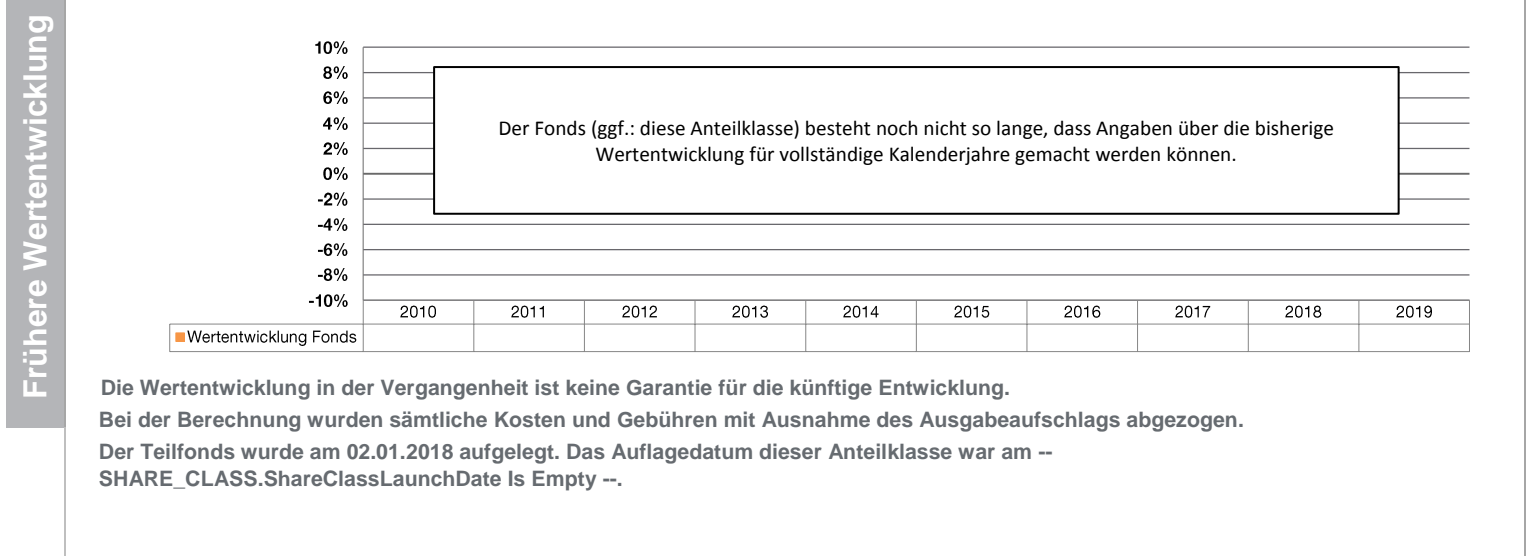 Frühere Wertentwicklung
10%
8%
6%
4%
2%
0%
-2%
-4%
-6%
-8%
-10%
Der Fonds (ggf.: diese Anteilklasse) besteht noch nicht so lange, dass Angaben über die bisherige
Wertentwicklung für vollständige Kalenderjahre gemacht werden können.
2010 2011 2012 2013 2014 2015 2016 2017 2018 2019
Wertentwicklung Fonds
Die Wertentwicklung in der Vergangenheit ist keine Garantie für die künftige Entwicklung.
Bei der Berechnung wurden sämtliche Kosten und Gebühren mit Ausnahme des Ausgabeaufschlags abgezogen.
Der Teilfonds wurde am 02.01.2018 aufgelegt. Das Auflagedatum dieser Anteilklasse war am --
SHARE_CLASS.ShareClassLaunchDate Is Empty --.